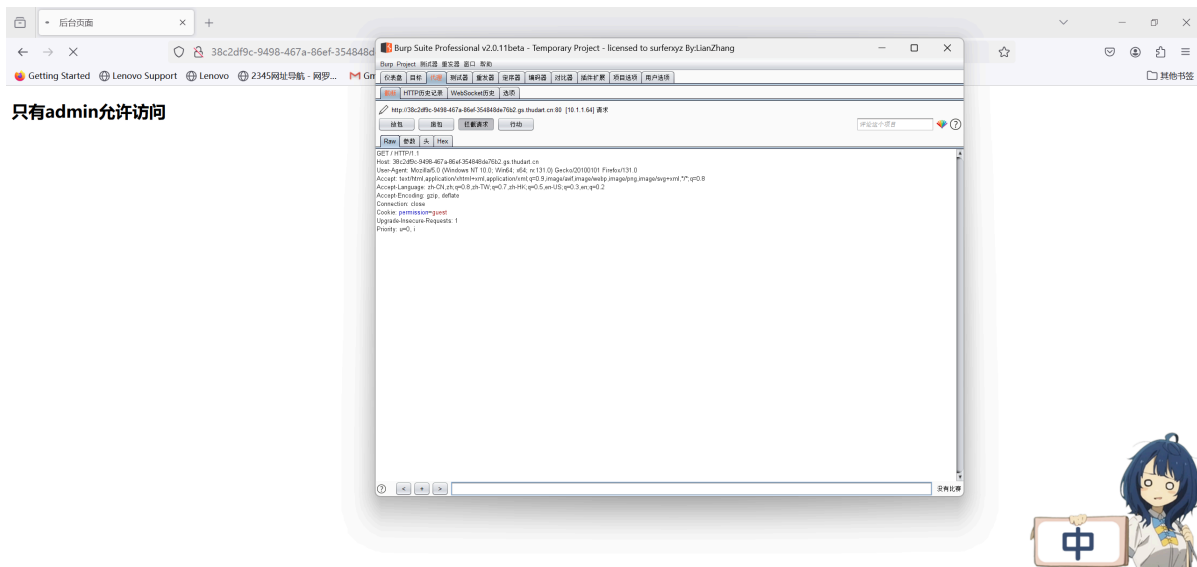 后台页面
38c2df9c-9498-467a-86ef-354848d
Getting Started Lenovo Support Lenovo 2345网址导航 - 网罗... Gm
其他书签
只有admin允许访问
Burp Suite Professional v2.0.11beta - Temporary Project - licensed to surferxyz By:LianZhang
Burp Project 测试器 重发器 窗口 帮助
仪表盘 目标 代理 测试器 重发器 定序器 编码器 对比器 插件扩展 项目选项 用户选项
截断 HTTP历史记录 WebSocket历史 选项
http://38c2df9c-9498-467a-86ef-354848de76b2.gs.thudart.cn:80 [10.1.1.64] 请求
放包 废包 拦截请求 行动 评论这个项目
Raw 参数 头 Hex
GET / HTTP/1.1
Host: 38c2df9c-9498-467a-86ef-354848de76b2.gs.thudart.cn
User-Agent: Mozilla/5.0 (Windows NT 10.0; Win64; x64; rv:131.0) Gecko/20100101 Firefox/131.0
Accept: text/html,application/xhtml+xml,application/xml;q=0.9,image/avif,image/webp,image/png,image/svg+xml,*/*;q=0.8
Accept-Language: zh-CN,zh;q=0.8,zh-TW;q=0.7,zh-HK;q=0.5,en-US;q=0.3,en;q=0.2
Accept-Encoding: gzip, deflate
Connection: close
Cookie: permission=guest
Upgrade-Insecure-Requests: 1
Priority: u=0, i
没有比赛
中